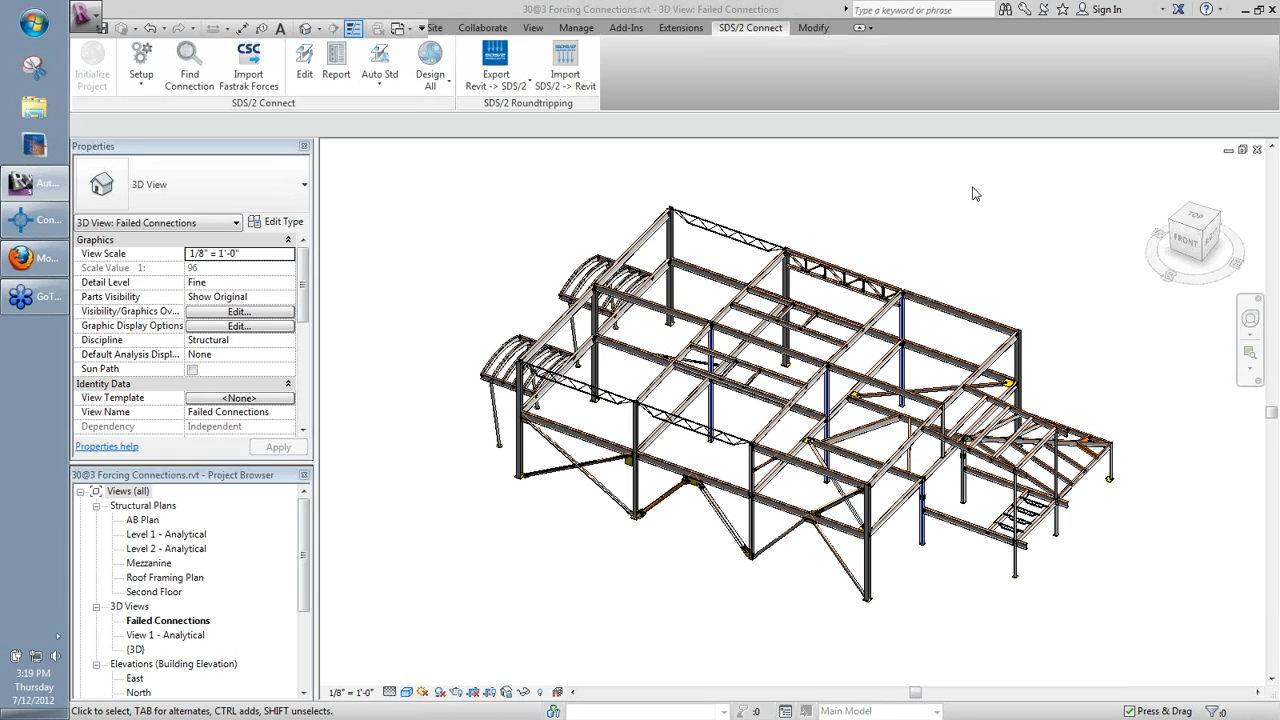 30@3 Forcing Connections.rvt - 3D View: Failed Connections
Type a keyword or phrase
Sign In
Site Collaborate View Manage Add-Ins Extensions SDS/2 Connect Modify
Initialize Project
Setup
Find Connection
CSC
Import Fastrak Forces
Edit
Report
Auto Std
Design All
Export Revit -> SDS/2
Import SDS/2 -> Revit
SDS/2 Connect
SDS/2 Roundtripping
Properties
3D View
3D View: Failed Connections
Edit Type
Graphics
View Scale 1/8" = 1'-0"
Scale Value 1: 96
Detail Level Fine
Parts Visibility Show Original
Visibility/Graphics Ov... Edit...
Graphic Display Options Edit...
Discipline Structural
Default Analysis Displ... None
Sun Path
Identity Data
View Template <None>
View Name Failed Connections
Dependency Independent
Properties help
Apply
30@3 Forcing Connections.rvt - Project Browser
Views (all)
Structural Plans
AB Plan
Level 1 - Analytical
Level 2 - Analytical
Mezzanine
Roof Framing Plan
Second Floor
3D Views
Failed Connections
View 1 - Analytical
{3D}
Elevations (Building Elevation)
East
North
TOP
FRONT
Aut...
Con...
Mo...
GoT...
3:19 PM
Thursday
7/12/2012
1/8" = 1'-0"
Click to select, TAB for alternates, CTRL adds, SHIFT unselects.
:0
Main Model
Press & Drag
:0